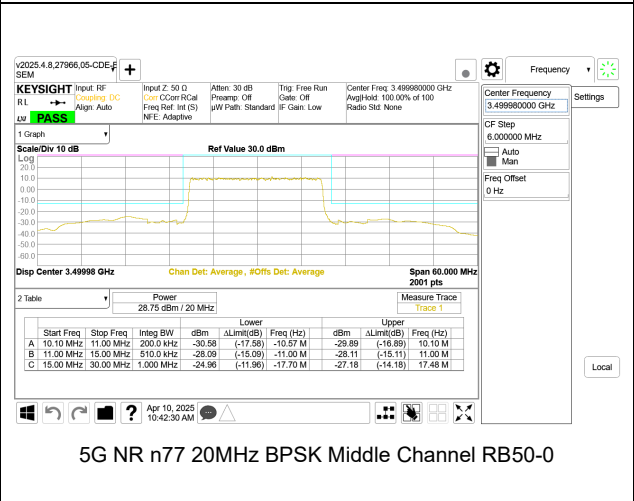 v2025.4.8,27966,05-CDE-
SEM
Frequency
Settings
KEYSIGHT
R L
PASS
Input: RF
Coupling: DC
Align: Auto
Input Z: 50 Ω
Corr CCorr RCal
Freq Ref: Int (S)
NFE: Adaptive
Atten: 30 dB
Preamp: Off
µW Path: Standard
Trig: Free Run
Gate: Off
IF Gain: Low
Center Freq: 3.499980000 GHz
Avg|Hold: 100.00% of 100
Radio Std: None
Center Frequency
3.499980000 GHz
CF Step
6.000000 MHz
Auto
Man
Freq Offset
0 Hz
1 Graph
Scale/Div 10 dB
Ref Value 30.0 dBm
Log
20.0
10.0
0.00
-10.0
-20.0
-30.0
-40.0
-50.0
-60.0
Disp Center 3.49998 GHz
Chan Det: Average, #Offs Det: Average
Span 60.000 MHz
2001 pts
2 Table
Power
28.75 dBm / 20 MHz
Measure Trace
Trace 1
Lower Upper
Start Freq Stop Freq Integ BW dBm ΔLimit(dB) Freq (Hz) dBm ΔLimit(dB) Freq (Hz)
A 10.10 MHz 11.00 MHz 200.0 kHz -30.58 (-17.58) -10.57 M -29.89 (-16.89) 10.10 M
B 11.00 MHz 15.00 MHz 510.0 kHz -28.09 (-15.09) -11.00 M -28.11 (-15.11) 11.00 M
C 15.00 MHz 30.00 MHz 1.000 MHz -24.96 (-11.96) -17.70 M -27.18 (-14.18) 17.48 M
Local
?
Apr 10, 2025
10:42:30 AM
5G NR n77 20MHz BPSK Middle Channel RB50-0